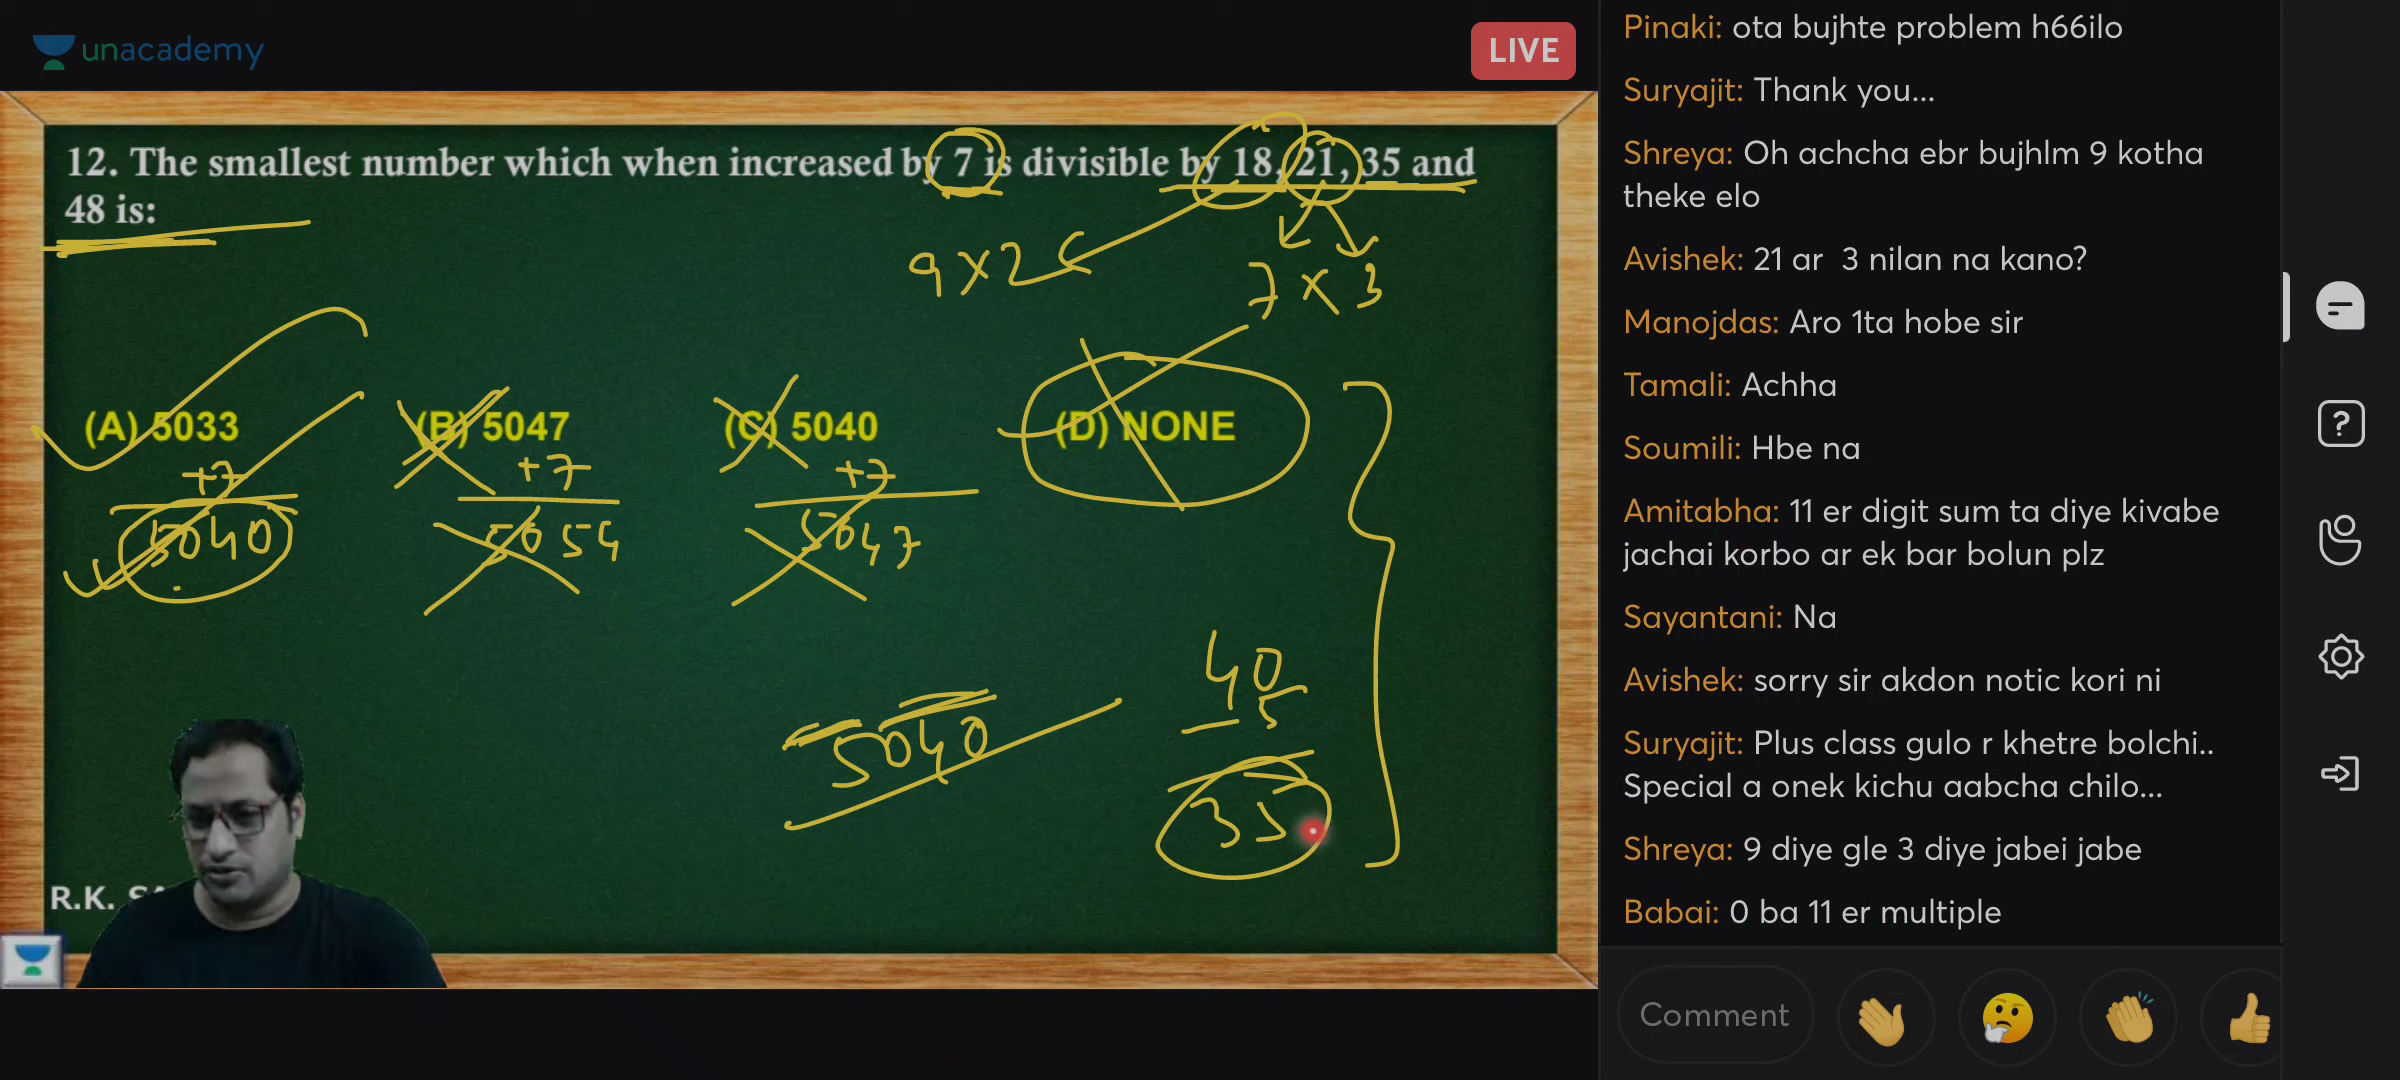 unacademy
LIVE
12. The smallest number which when increased by 7 is divisible by 18, 21, 35 and
48 is:
9 x 2
7 x 3
(A) 5033
(B) 5047
(C) 5040
(D) NONE
+7
+7
+7
5040
5054
5047
40
5
5040
35
R.K.
Pinaki: ota bujhte problem h66ilo
Suryajit: Thank you...
Shreya: Oh achcha ebr bujhlm 9 kotha
theke elo
Avishek: 21 ar  3 nilan na kano?
Manojdas: Aro 1ta hobe sir
Tamali: Achha
Soumili: Hbe na
Amitabha: 11 er digit sum ta diye kivabe
jachai korbo ar ek bar bolun plz
Sayantani: Na
Avishek: sorry sir akdon notic kori ni
Suryajit: Plus class gulo r khetre bolchi..
Special a onek kichu aabcha chilo...
Shreya: 9 diye gle 3 diye jabei jabe
Babai: 0 ba 11 er multiple
Comment